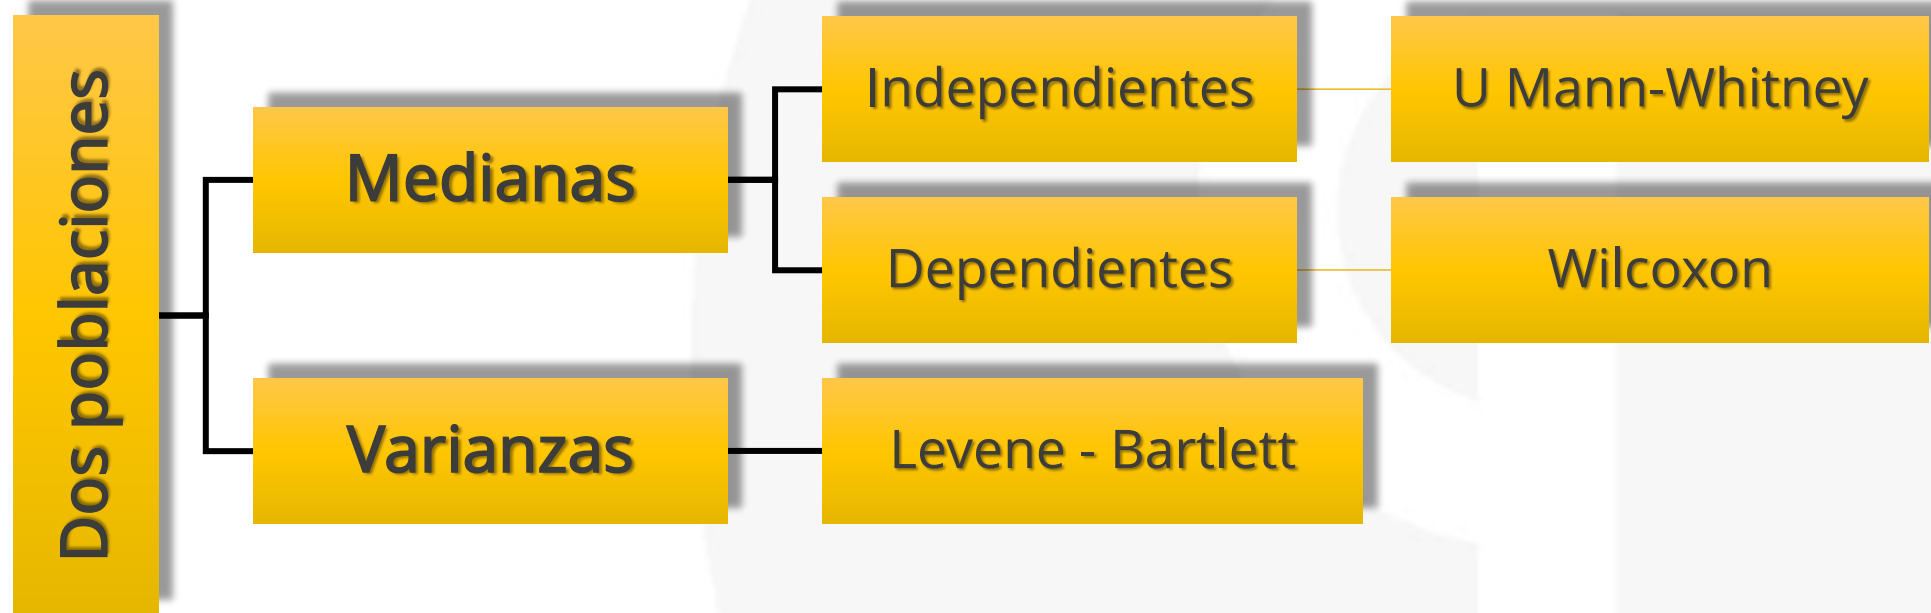 Dos poblaciones
Medianas
Independientes
U Mann-Whitney
Dependientes
Wilcoxon
Varianzas
Levene - Bartlett